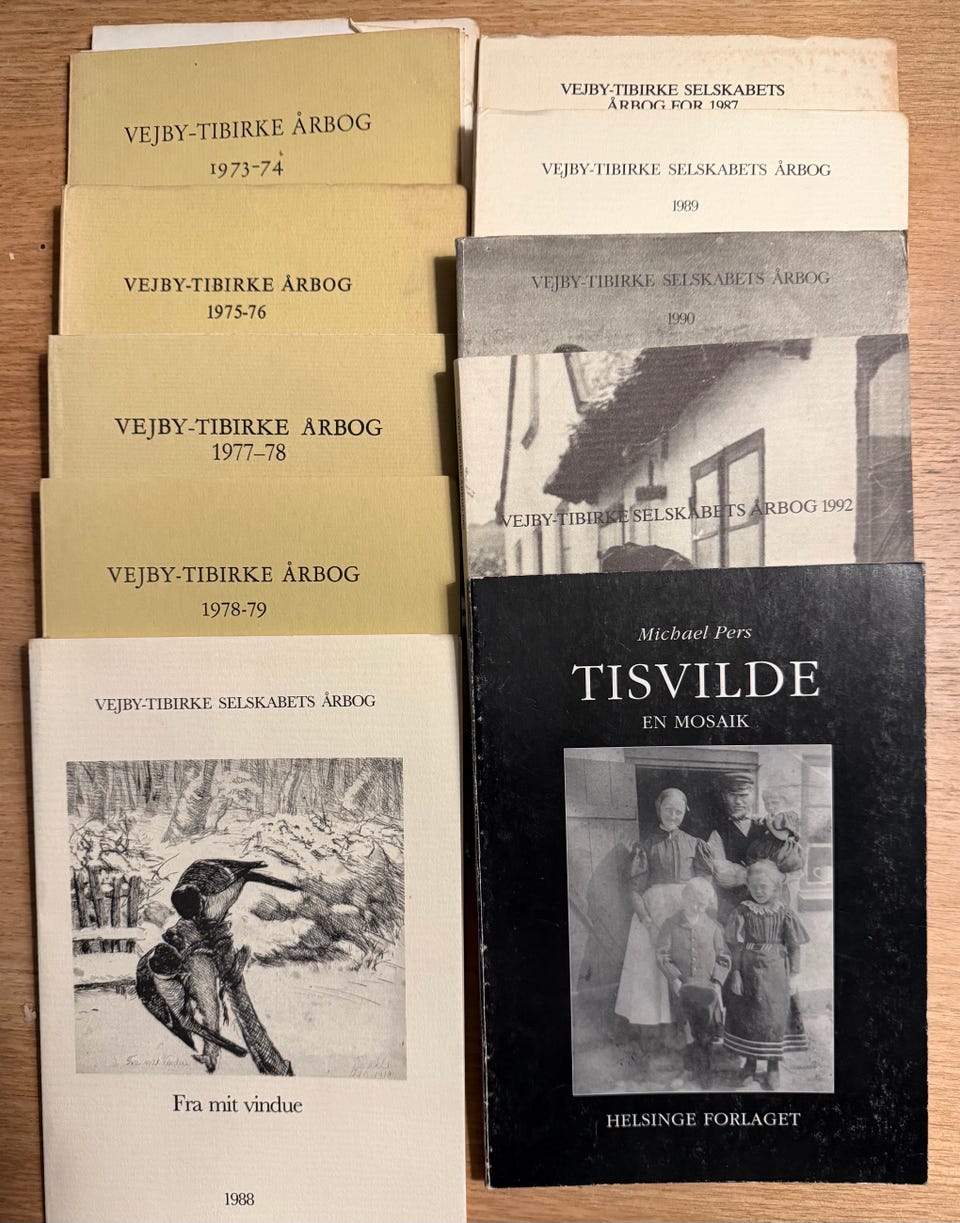 VEJBY-TIBIRKE ÅRBOG
1973-74
VEJBY-TIBIRKE ÅRBOG
1975-76
VEJBY-TIBIRKE ÅRBOG
1977–78
VEJBY-TIBIRKE ÅRBOG
1978-79
VEJBY-TIBIRKE SELSKABETS ÅRBOG
Fra mit vindue
1988
VEJBY-TIBIRKE SELSKABETS
ÅRBOG FOR 1987
VEJBY-TIBIRKE SELSKABETS ÅRBOG
1989
VEJBY-TIBIRKE SELSKABETS ÅRBOG
1990
VEJBY-TIBIRKE SELSKABETS ÅRBOG 1992
Michael Pers
TISVILDE
EN MOSAIK
HELSINGE FORLAGET